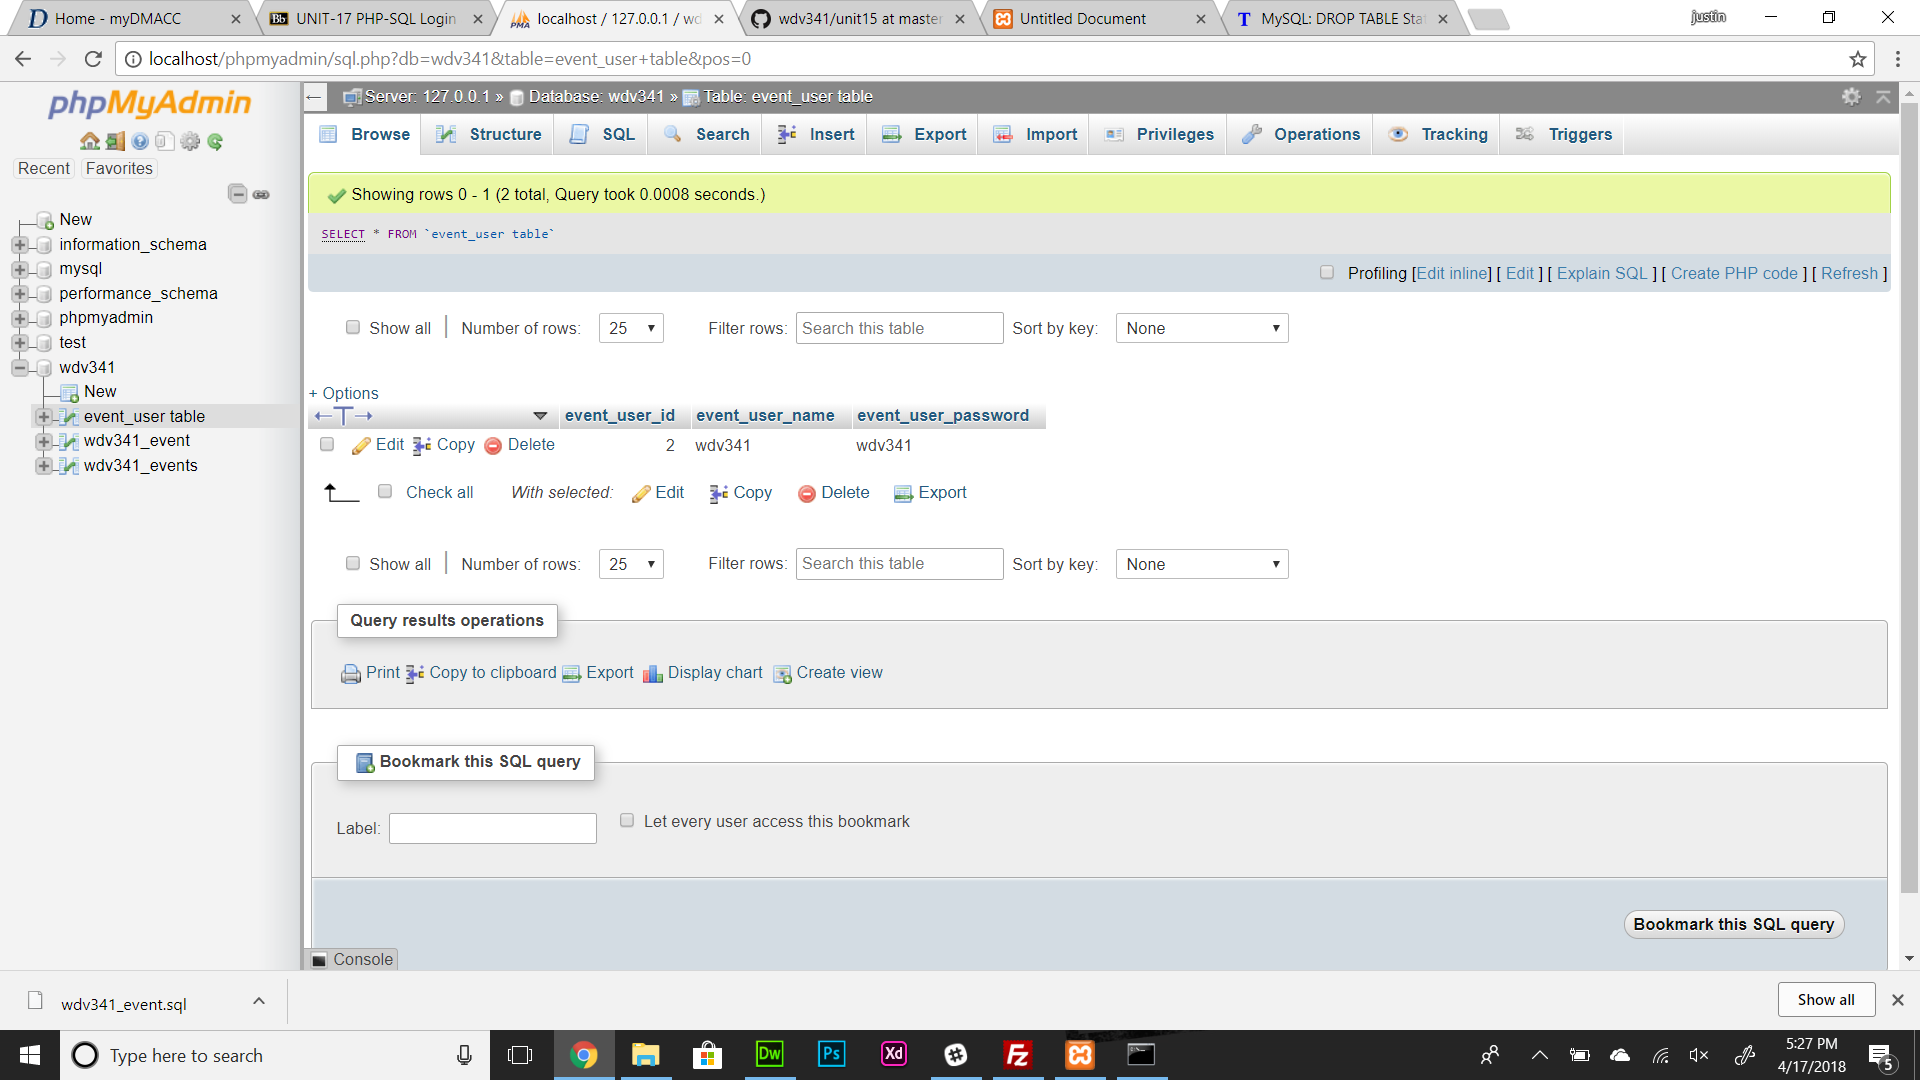 Home - myDMACC
UNIT-17 PHP-SQL Login
localhost / 127.0.0.1 / wd
wdv341/unit15 at master
Untitled Document
MySQL: DROP TABLE Stat
justin
localhost/phpmyadmin/sql.php?db=wdv341&table=event_user+table&pos=0
phpMyAdmin
Recent
Favorites
New
information_schema
mysql
performance_schema
phpmyadmin
test
wdv341
New
event_user table
wdv341_event
wdv341_events
Server: 127.0.0.1 » Database: wdv341 » Table: event_user table
Browse
Structure
SQL
Search
Insert
Export
Import
Privileges
Operations
Tracking
Triggers
Showing rows 0 - 1 (2 total, Query took 0.0008 seconds.)
SELECT * FROM `event_user table`
Profiling [Edit inline] [ Edit ] [ Explain SQL ] [ Create PHP code ] [ Refresh ]
Show all | Number of rows: 25 Filter rows: Search this table Sort by key: None
+ Options
event_user_id event_user_name event_user_password
Edit Copy Delete 2 wdv341 wdv341
Check all With selected: Edit Copy Delete Export
Show all | Number of rows: 25 Filter rows: Search this table Sort by key: None
Query results operations
Print Copy to clipboard Export Display chart Create view
Bookmark this SQL query
Label:
Let every user access this bookmark
Bookmark this SQL query
Console
wdv341_event.sql
Show all
Type here to search
5:27 PM
4/17/2018
5